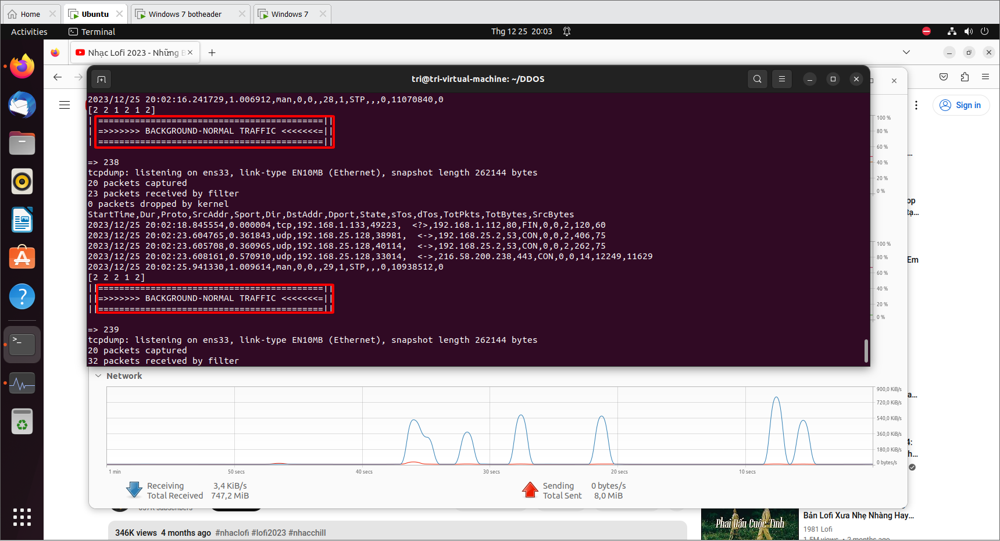 Home
Ubuntu
Windows 7 botheader
Windows 7
Activities
Terminal
Thg 12 25 20:03
Nhạc Lofi 2023 - Những B
tri@tri-virtual-machine: ~/DDOS
Sign in
2023/12/25 20:02:16.241729,1.006912,man,0,0,,28,1,STP,,,0,11070840,0
[2 2 1 2 1 2]
| ===========================================||
| =>>>>>>> BACKGROUND-NORMAL TRAFFIC <<<<<<<=||
| ===========================================||
=> 238
tcpdump: listening on ens33, link-type EN10MB (Ethernet), snapshot length 262144 bytes
20 packets captured
23 packets received by filter
0 packets dropped by kernel
StartTime,Dur,Proto,SrcAddr,Sport,Dir,DstAddr,Dport,State,sTos,dTos,TotPkts,TotBytes,SrcBytes
2023/12/25 20:02:18.845554,0.000004,tcp,192.168.1.133,49223,  <?>,192.168.1.112,80,FIN,0,0,2,120,60
2023/12/25 20:02:23.604765,0.361843,udp,192.168.25.128,38981,  <->,192.168.25.2,53,CON,0,0,2,406,75
2023/12/25 20:02:23.605708,0.360965,udp,192.168.25.128,40114,  <->,192.168.25.2,53,CON,0,0,2,262,75
2023/12/25 20:02:23.608161,0.570910,udp,192.168.25.128,33014,  <->,216.58.200.238,443,CON,0,0,14,12249,11629
2023/12/25 20:02:25.941330,1.009614,man,0,0,,29,1,STP,,,0,10938512,0
[2 2 2 1 2]
||===========================================||
||=>>>>>>> BACKGROUND-NORMAL TRAFFIC <<<<<<<=||
||===========================================||
=> 239
tcpdump: listening on ens33, link-type EN10MB (Ethernet), snapshot length 262144 bytes
20 packets captured
32 packets received by filter
100 %
80 %
60 %
40 %
20 %
0 %
...
op
tạ...
100 %
80 %
Em
60 %
40 %
20 %
0 %
Network
900,0 KiB/s
a...
720,0 KiB/s
540,0 KiB/s
360,0 KiB/s
4:
180,0 KiB/s
h...
0 bytes/s
1 min
50 secs
40 secs
30 secs
20 secs
10 secs
Receiving 3,4 KiB/s
Total Received 747,2 MiB
Sending 0 bytes/s
Total Sent 8,0 MiB
subscribers
346K views 4 months ago #nhaclofi #lofi2023 #nhacchill
Phai Dấu Cuộc Tình
Bản Lofi Xưa Nhẹ Nhàng Hay...
1981 Lofi
1.5M views • 2 months ago